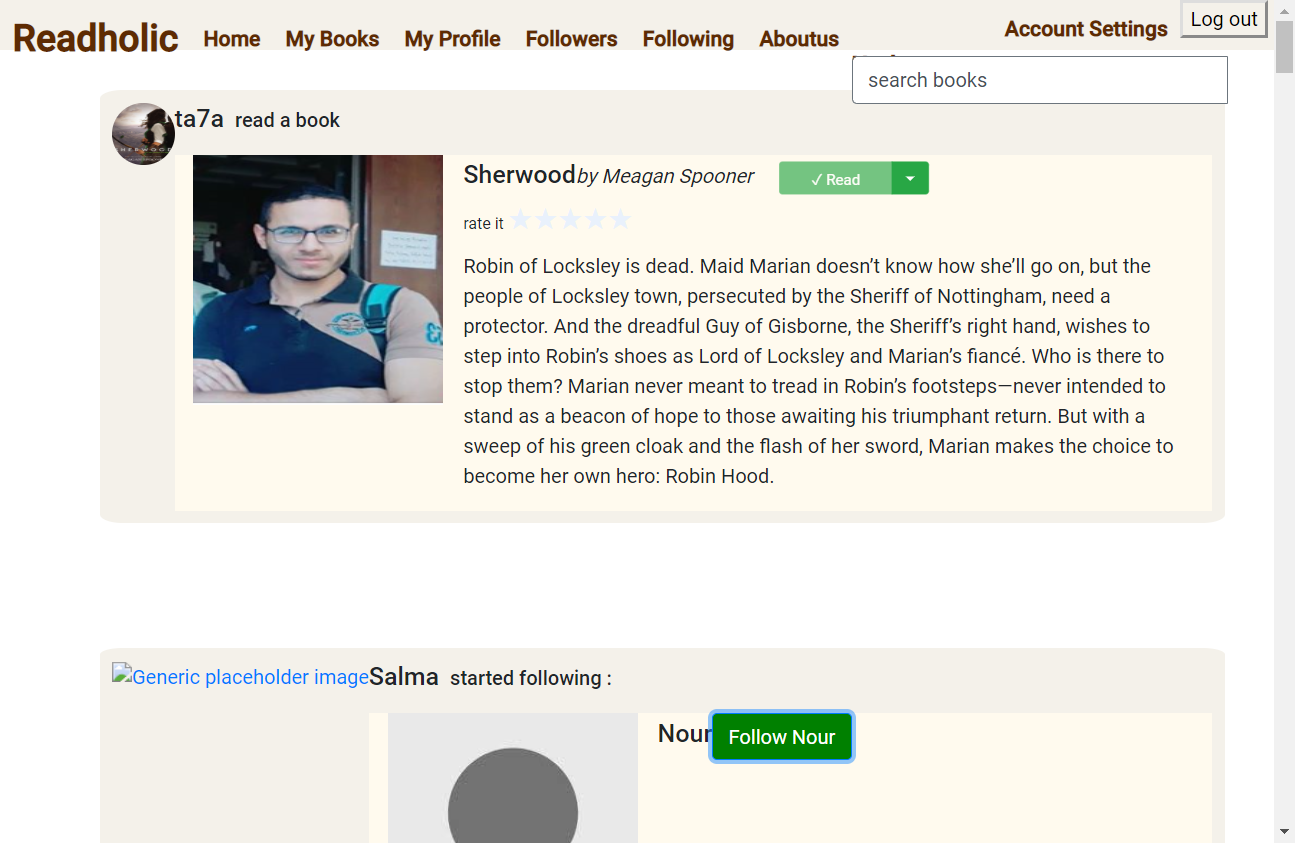 Readholic Home My Books My Profile Followers Following Aboutus Account Settings Log out
search books
ta7a read a book
SHERWOOD
Sherwood by Meagan Spooner ✓ Read
rate it
Robin of Locksley is dead. Maid Marian doesn’t know how she’ll go on, but the
people of Locksley town, persecuted by the Sheriff of Nottingham, need a
protector. And the dreadful Guy of Gisborne, the Sheriff’s right hand, wishes to
step into Robin’s shoes as Lord of Locksley and Marian’s fiancé. Who is there to
stop them? Marian never meant to tread in Robin’s footsteps—never intended to
stand as a beacon of hope to those awaiting his triumphant return. But with a
sweep of his green cloak and the flash of her sword, Marian makes the choice to
become her own hero: Robin Hood.
Generic placeholder image Salma started following :
Nour Follow Nour